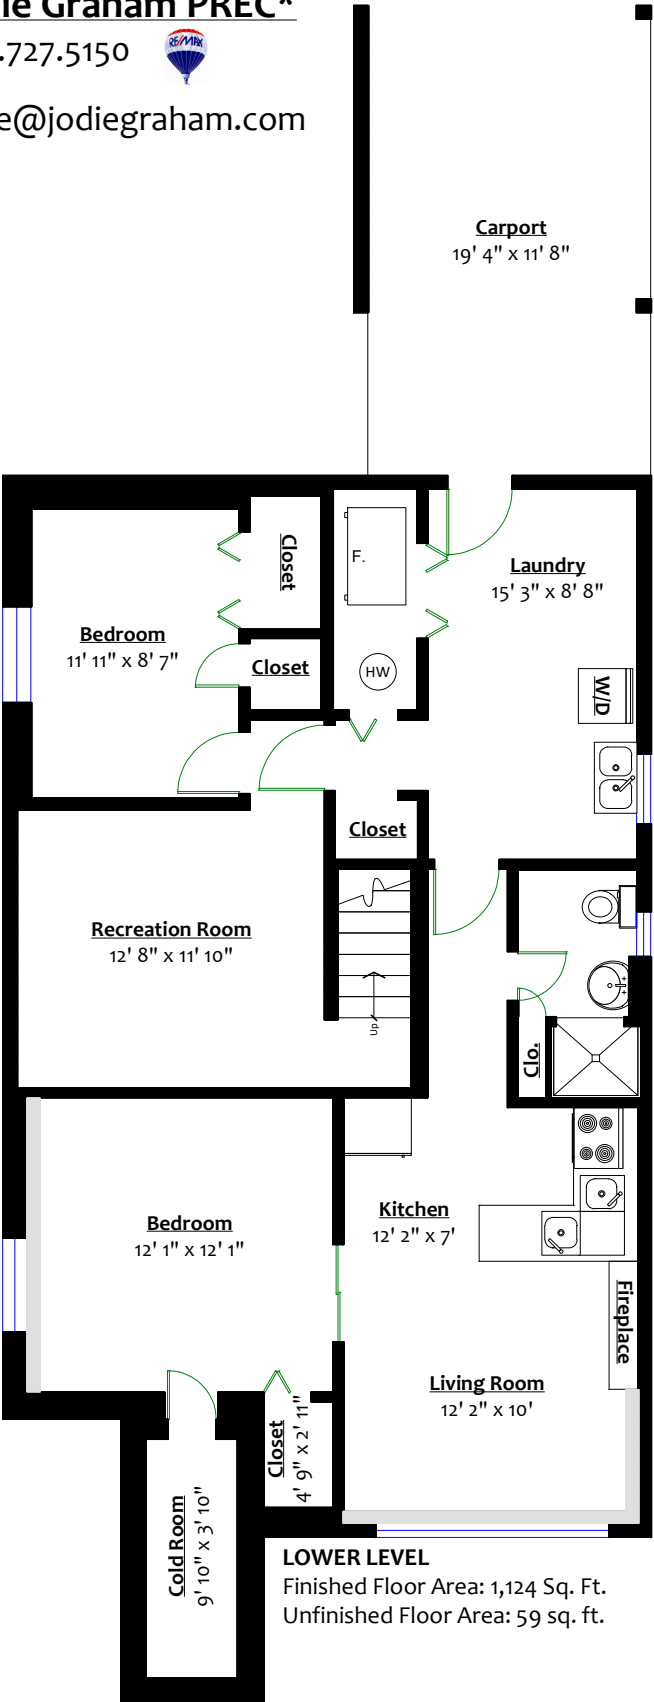 ie Graham PREC*
.727.5150
RE/MAX
e@jodiegraham.com
Carport
19' 4" x 11' 8"
Closet
F.
Laundry
15' 3" x 8' 8"
Bedroom
11' 11" x 8' 7"
Closet
HW
W/D
Closet
Recreation Room
12' 8" x 11' 10"
Up
Clo.
Kitchen
12' 2" x 7'
Bedroom
12' 1" x 12' 1"
Fireplace
Living Room
12' 2" x 10'
Closet
4' 9" x 2' 11"
Cold Room
9' 10" x 3' 10"
LOWER LEVEL
Finished Floor Area: 1,124 Sq. Ft.
Unfinished Floor Area: 59 sq. ft.